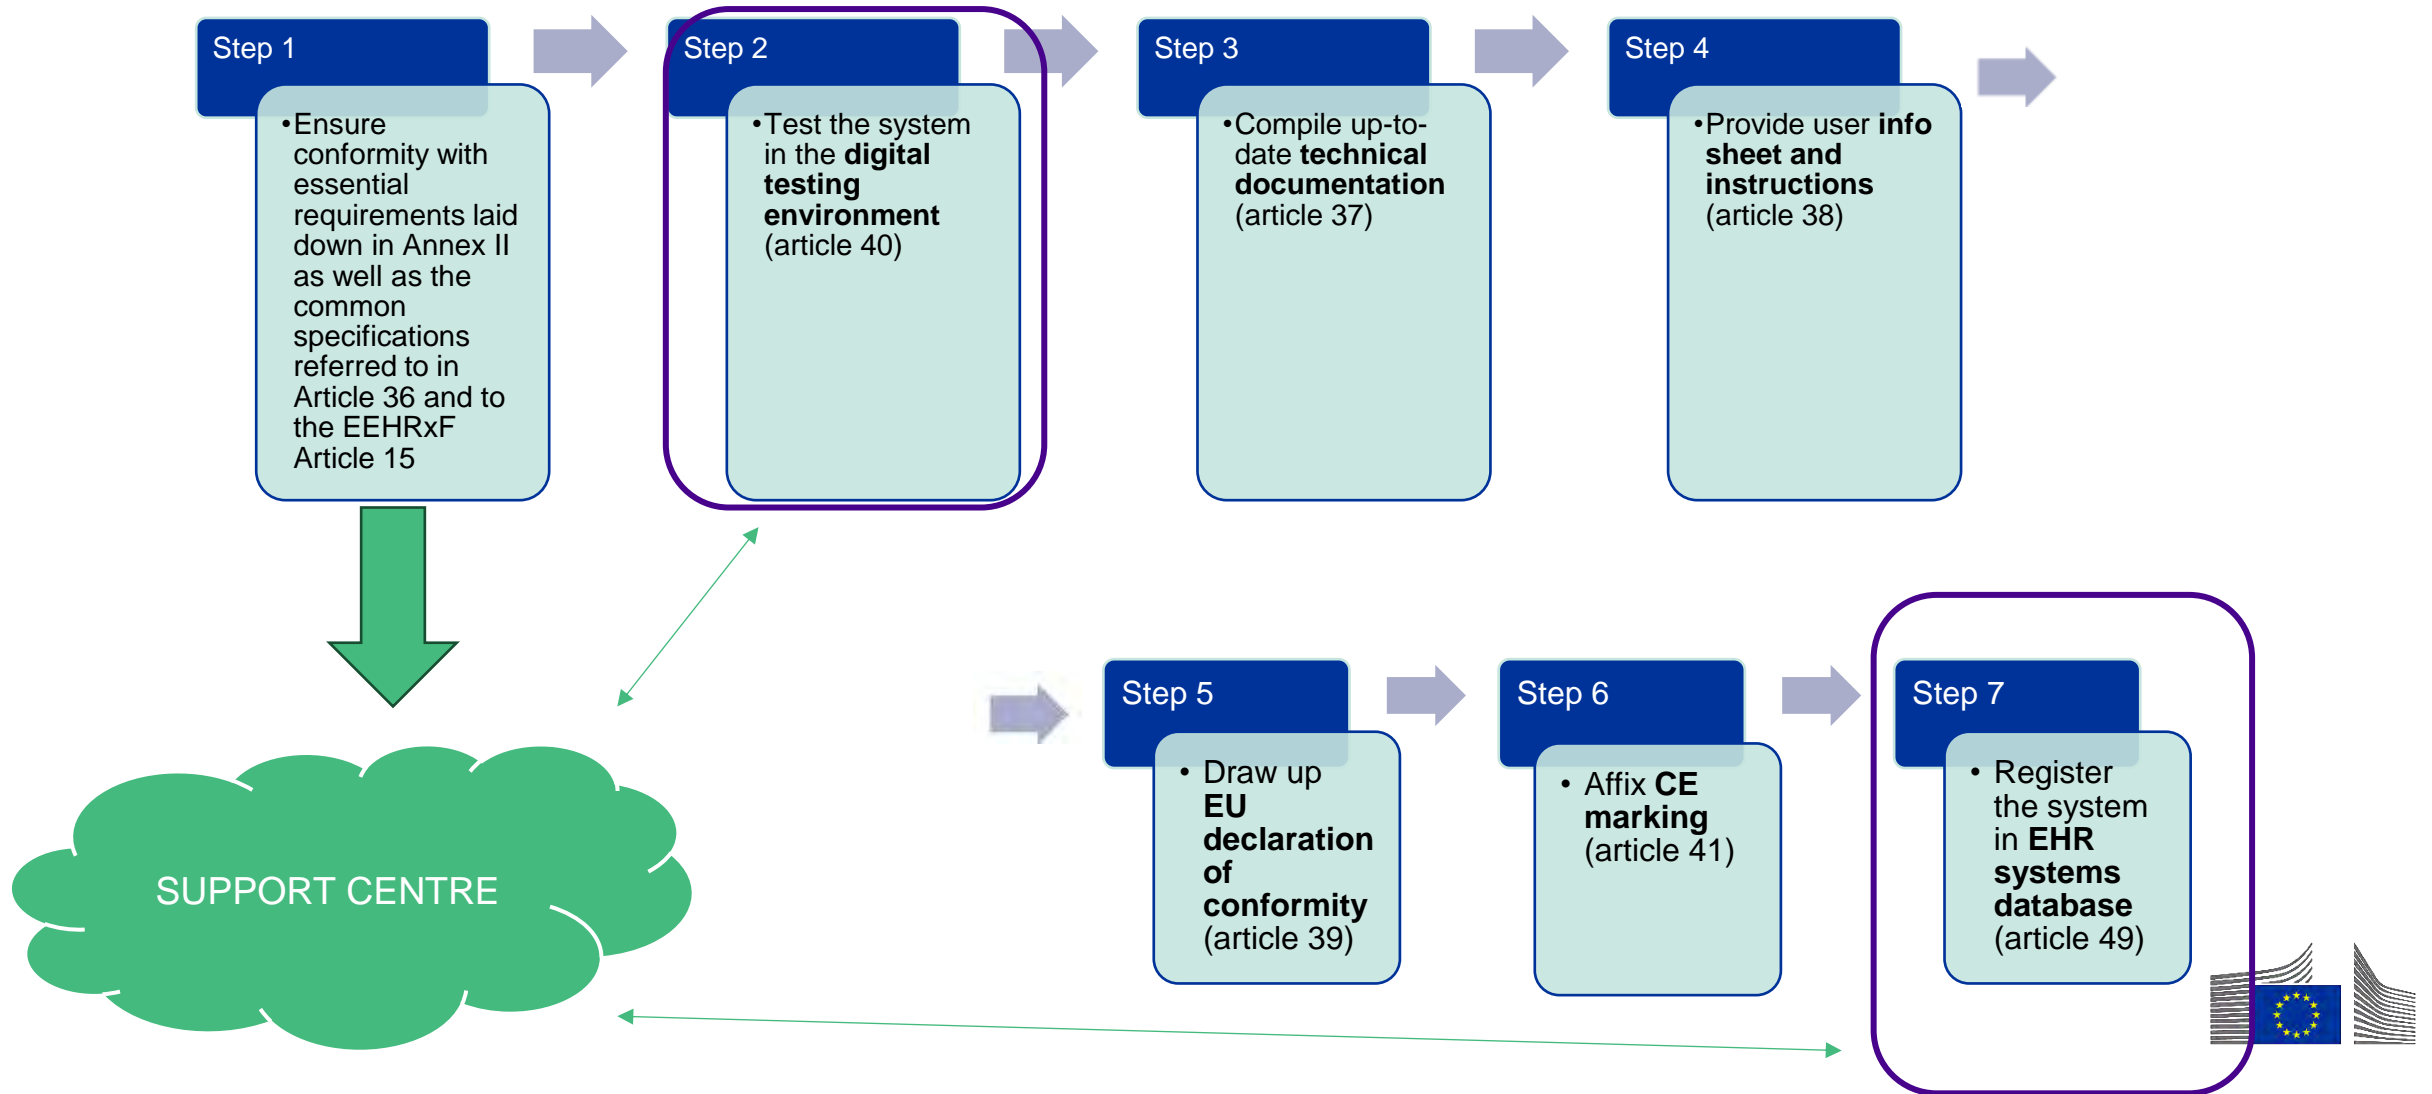 Step 1
•Ensure
conformity with
essential
requirements laid
down in Annex II
as well as the
common
specifications
referred to in
Article 36 and to
the EEHRxF
Article 15
Step 2
•Test the system
in the digital
testing
environment
(article 40)
Step 3
•Compile up-to-
date technical
documentation
(article 37)
Step 4
•Provide user info
sheet and
instructions
(article 38)
SUPPORT CENTRE
Step 5
• Draw up
EU
declaration
of
conformity
(article 39)
Step 6
• Affix CE
marking
(article 41)
Step 7
• Register
the system
in EHR
systems
database
(article 49)